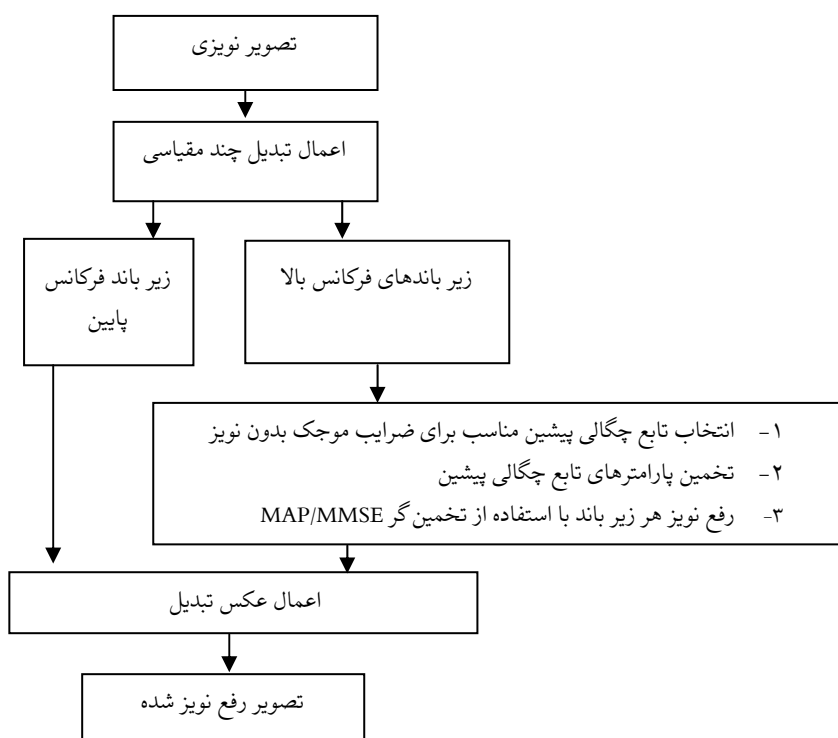 تصویر نویزی
اعمال تبدیل چند مقیاسی
زیر باندهای فرکانس بالا
زیر باند فرکانس
پایین
۱- انتخاب تابع چگالی پیشین مناسب برای ضرایب موجک بدون نویز
۲- تخمین پارامترهای تابع چگالی پیشین
۳- رفع نویز هر زیر باند با استفاده از تخمین‌گر MAP/MMSE
اعمال عکس تبدیل
تصویر رفع نویز شده